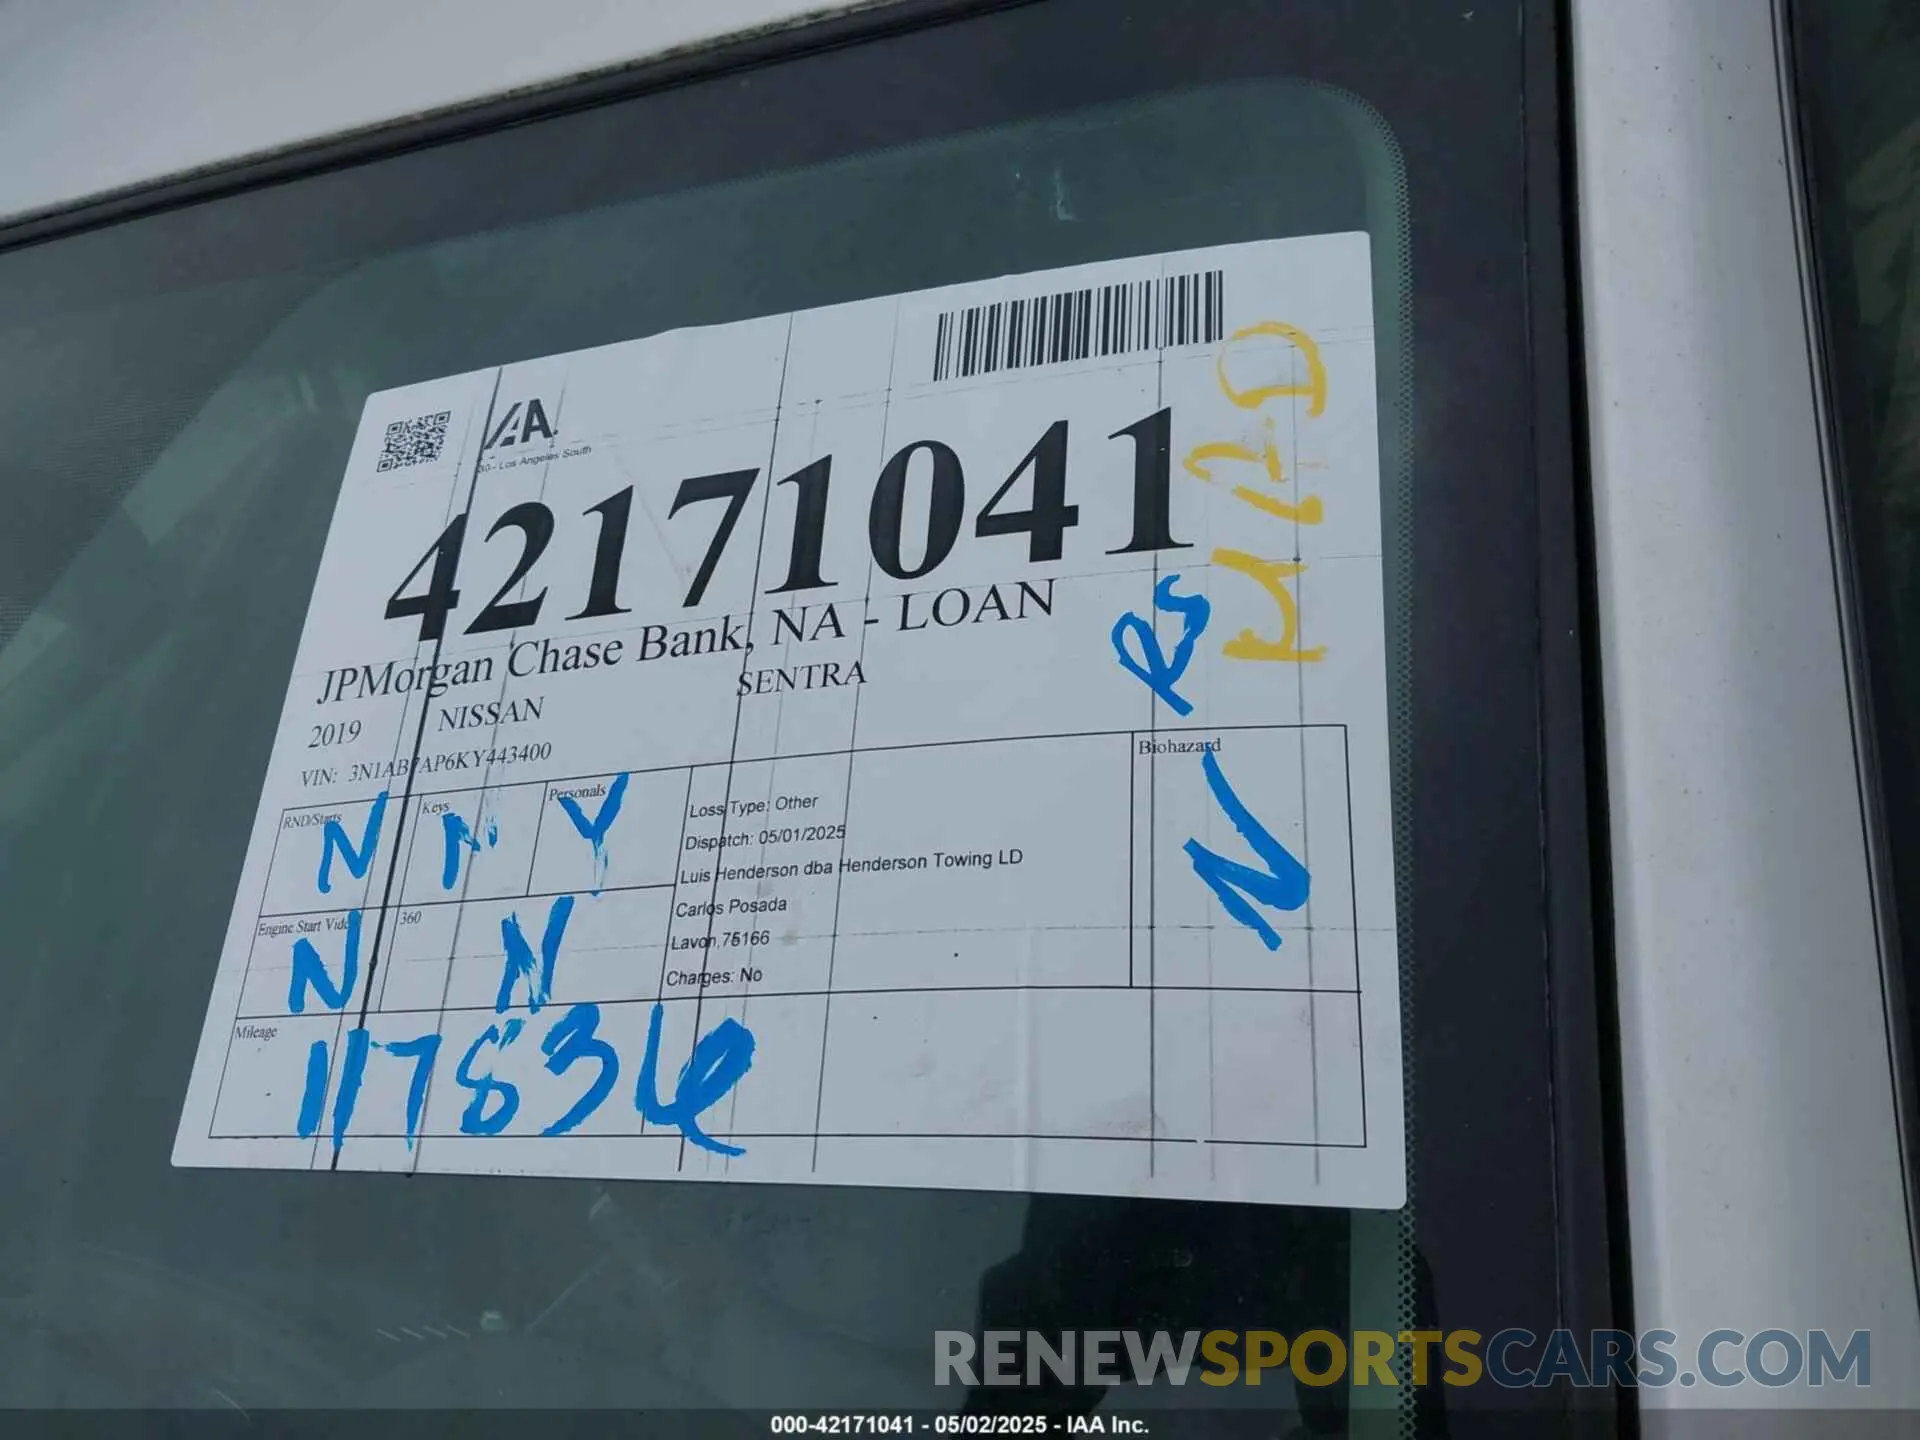 IAA
30 - Los Angeles South
42171041
JPMorgan Chase Bank, NA - LOAN
2019 NISSAN SENTRA
VIN: 3N1AB7AP6KY443400
RS
RND/Starts N
Keys N
Personals Y
Engine Start Video N
360 N
Loss Type: Other
Dispatch: 05/01/2025
Luis Henderson dba Henderson Towing LD
Carlos Posada
Lavon,75166
Charges: No
Biohazard N
Mileage 117836
RENEWSPORTSCARS.COM
000-42171041 - 05/02/2025 - IAA Inc.